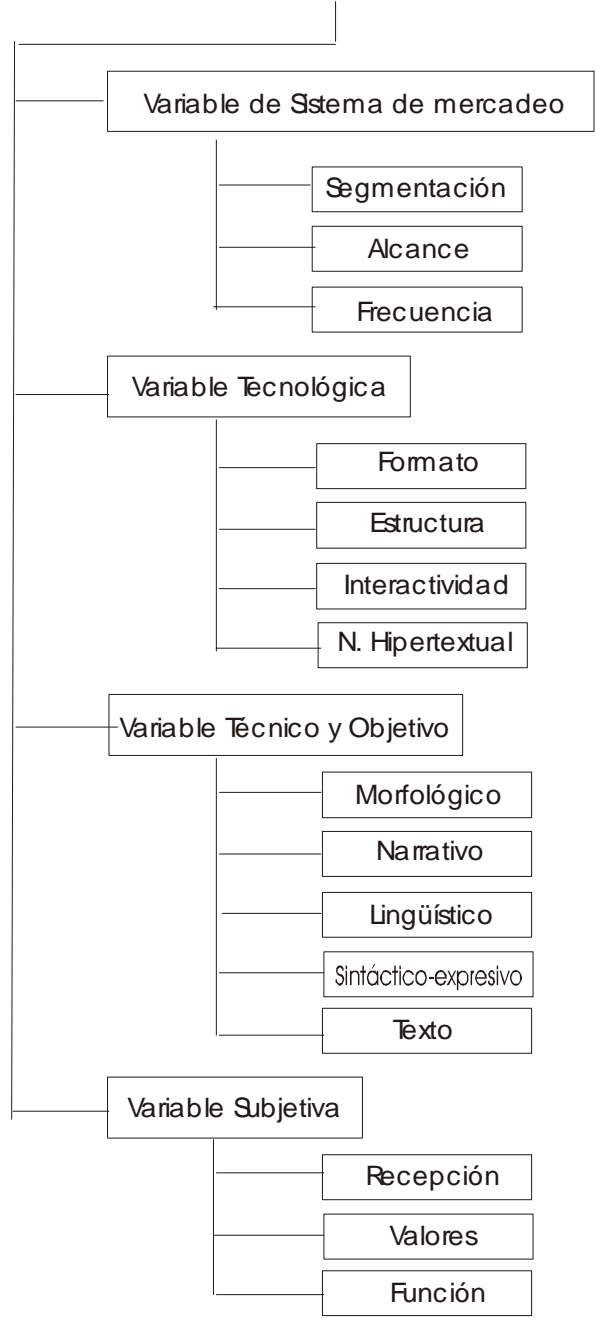 Variable de Sistema de mercadeo
Segmentación
Alcance
Frecuencia
Variable Tecnológica
Formato
Estructura
Interactividad
N. Hipertextual
Variable Técnico y Objetivo
Morfológico
Narrativo
Lingüístico
Sintáctico-expresivo
Texto
Variable Subjetiva
Recepción
Valores
Función